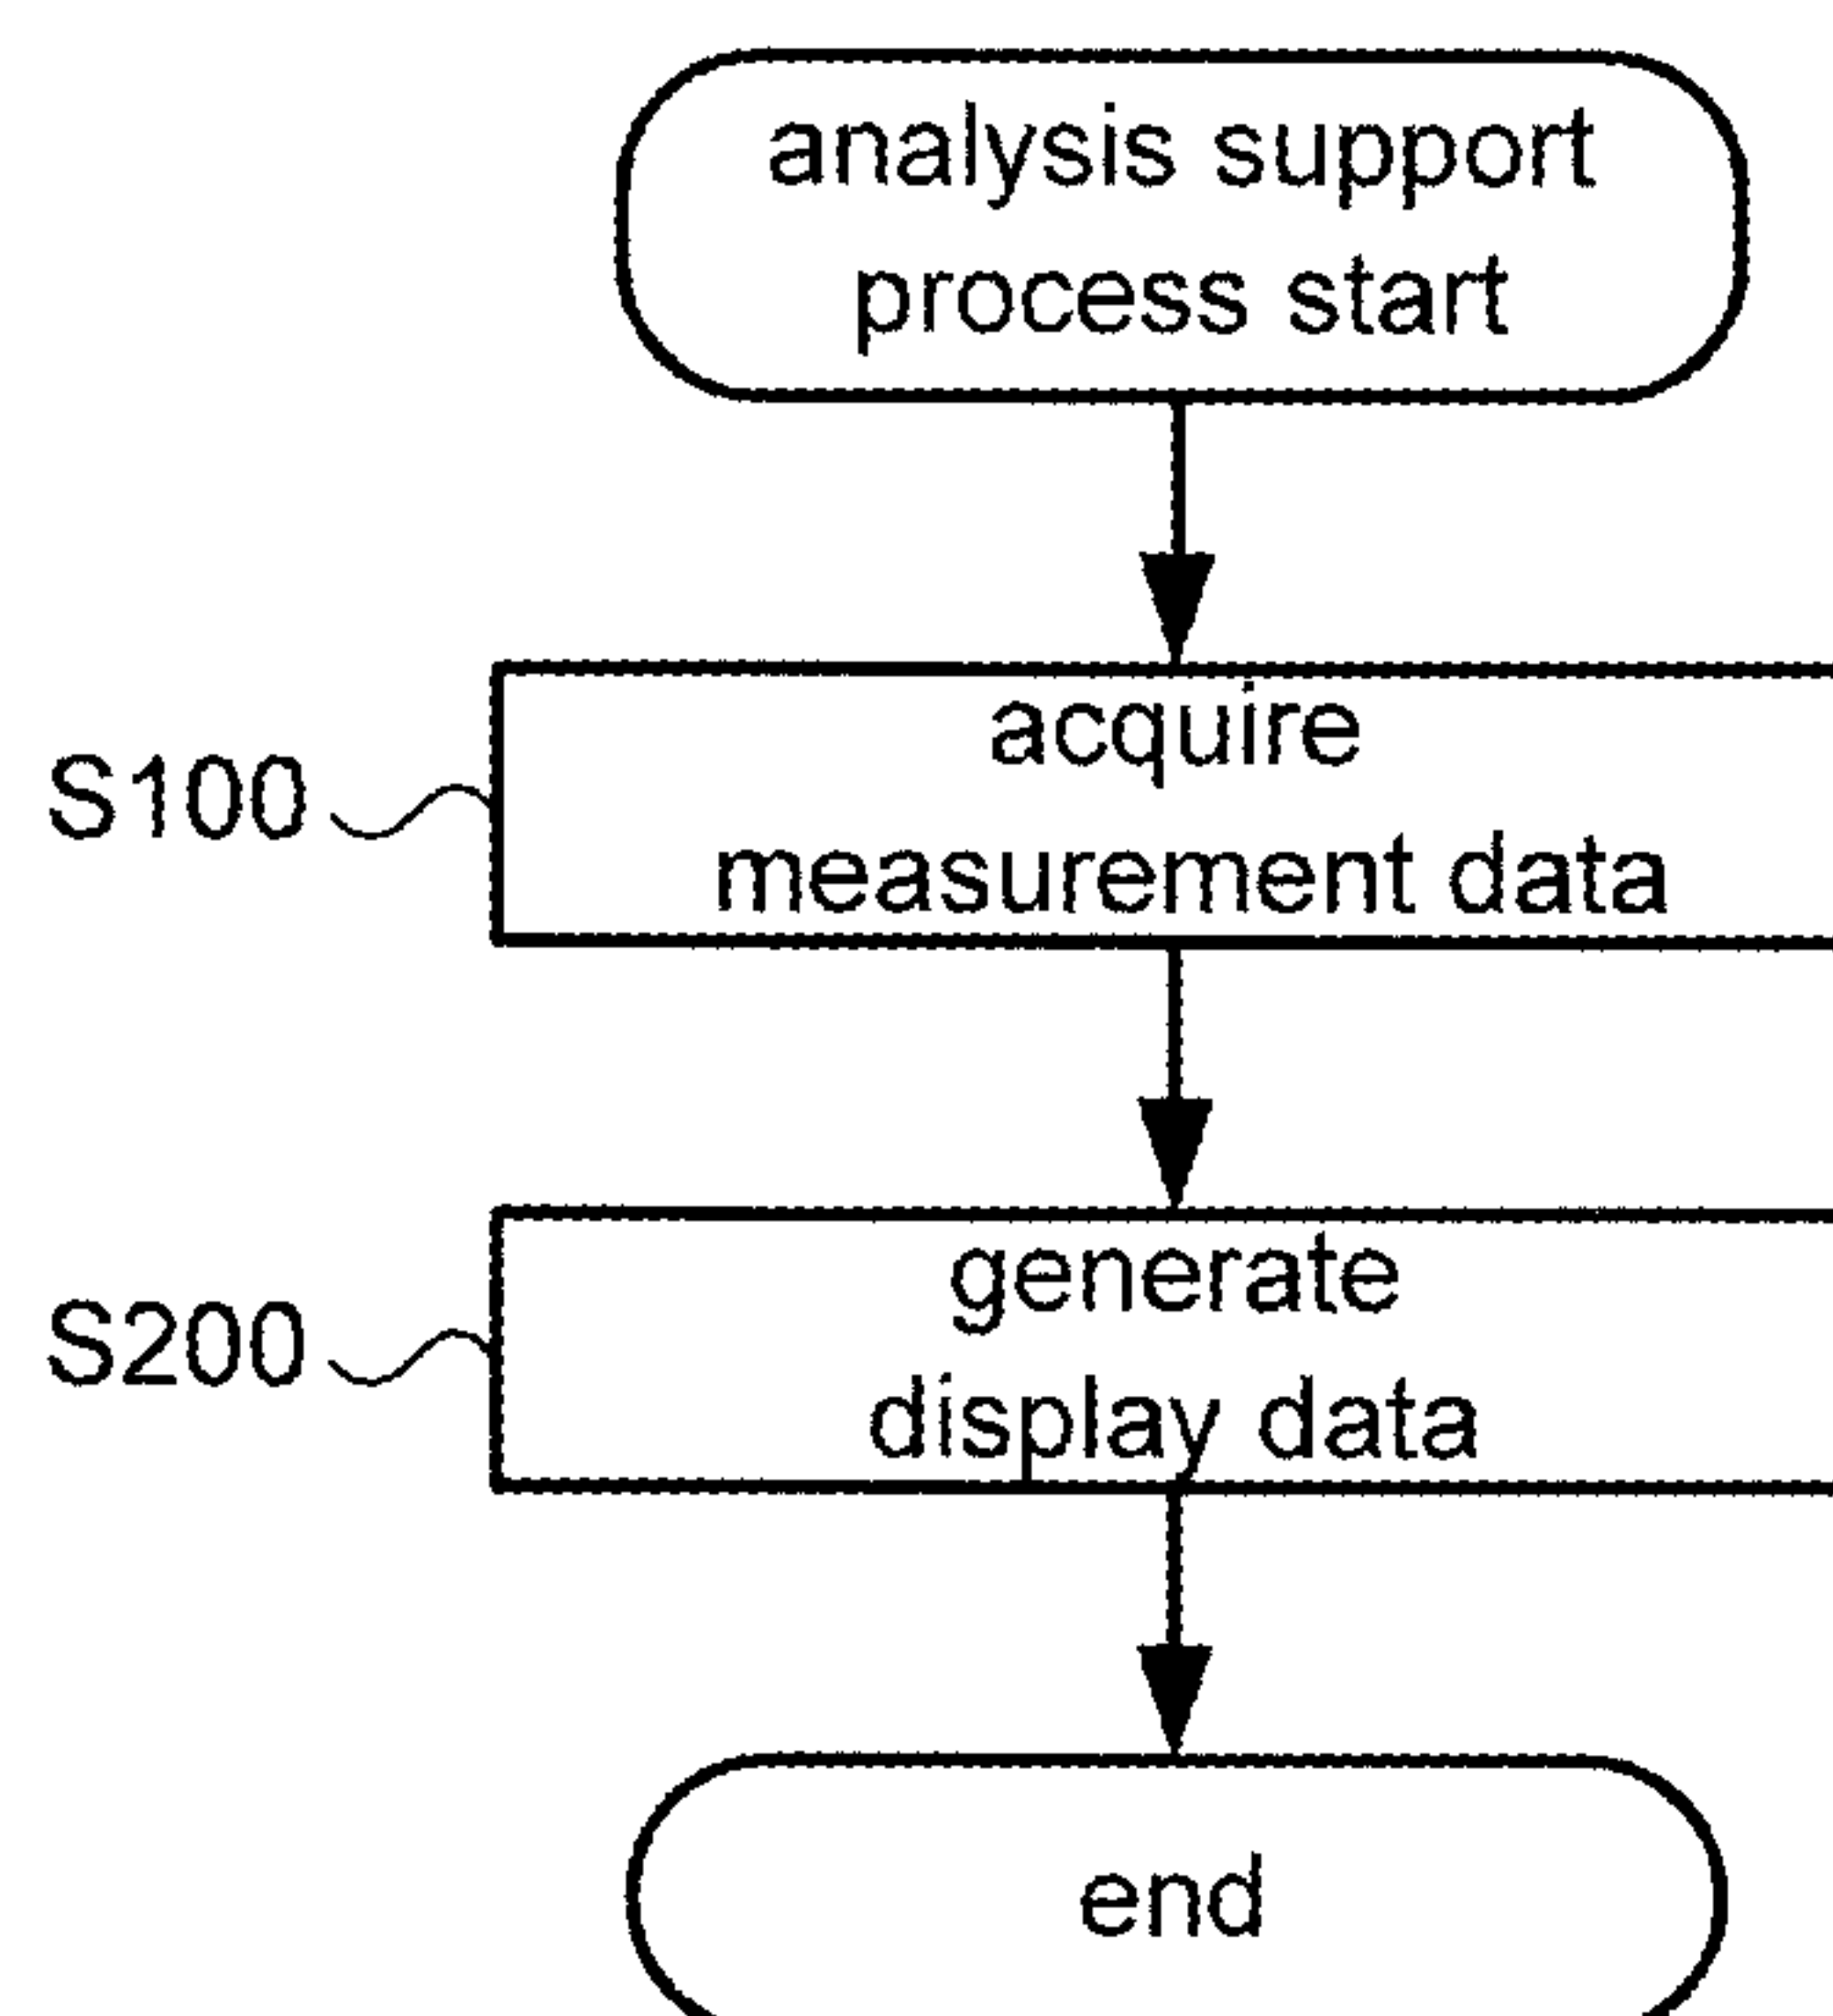 analysis support
process start
acquire
S100
measurement data
generate
S200
display data
end